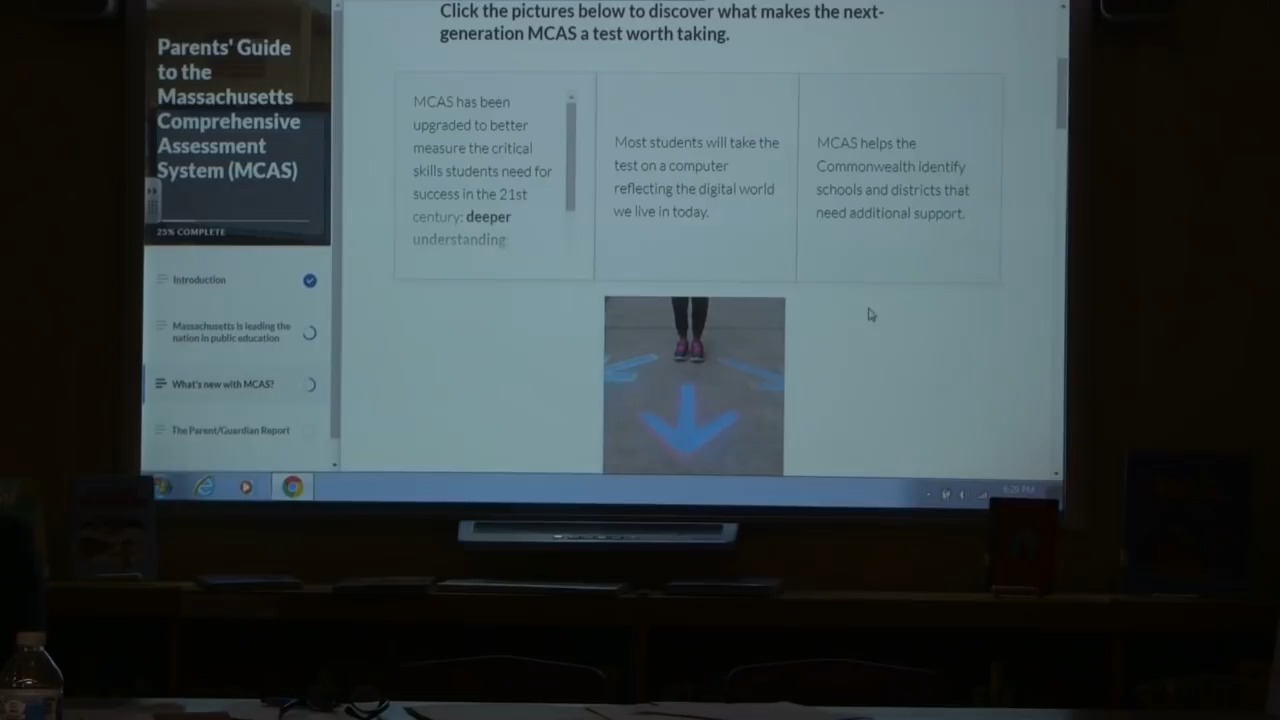 Click the pictures below to discover what makes the next-
generation MCAS a test worth taking.
Parents' Guide
to the
Massachusetts
Comprehensive
Assessment
System (MCAS)
25% COMPLETE
Introduction
Massachusetts is leading the
nation in public education
What's new with MCAS?
The Parent/Guardian Report
MCAS has been
upgraded to better
measure the critical
skills students need for
success in the 21st
century: deeper
understanding
Most students will take the
test on a computer
reflecting the digital world
we live in today.
MCAS helps the
Commonwealth identify
schools and districts that
need additional support.
6:29 PM